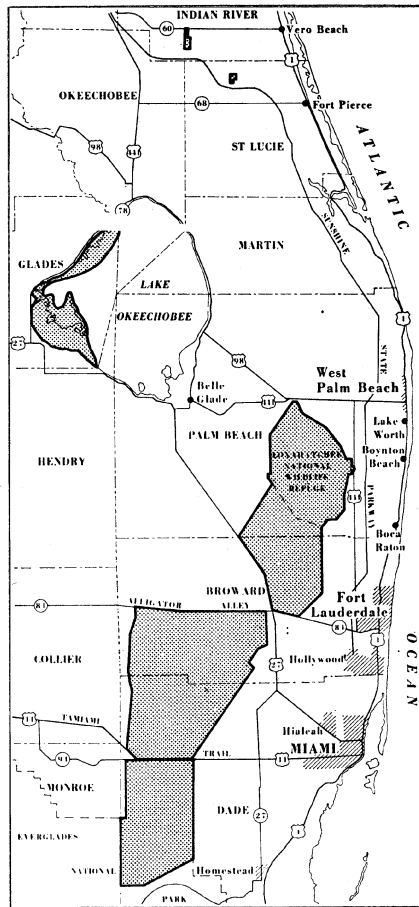 INDIAN RIVER
60
Vero Beach
1
OKEECHOBEE
68
Fort Pierce
98
441
ST LUCIE
ATLANTIC
78
SUNSHINE
GLADES
MARTIN
LAKE
OKEECHOBEE
27
1
98
STATE
West
Palm Beach
Belle
Glade
441
Lake
Worth
PALM BEACH
LOXAHATCHEE
NATIONAL
WILDLIFE
REFUGE
Boynton
Beach
HENDRY
441
PARKWAY
Boca
Raton
BROWARD
Fort
Lauderdale
84
ALLIGATOR
ALLEY
84
1
OCEAN
COLLIER
27
Hollywood
41
TAMIAMI
Hialeah
MIAMI
94
TRAIL
41
MONROE
DADE
27
1
EVERGLADES
NATIONAL
Homestead
PARK